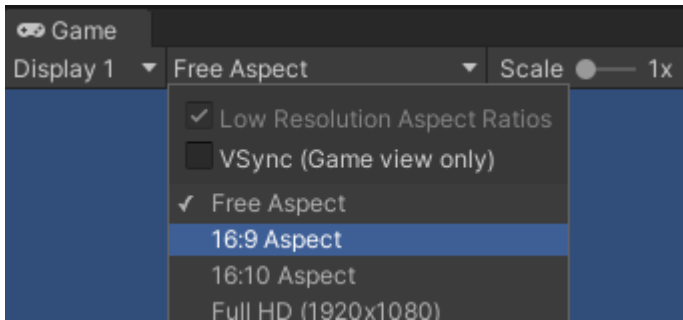 Game
Display 1 Free Aspect Scale 1x
Low Resolution Aspect Ratios
VSync (Game view only)
Free Aspect
16:9 Aspect
16:10 Aspect
Full HD (1920x1080)